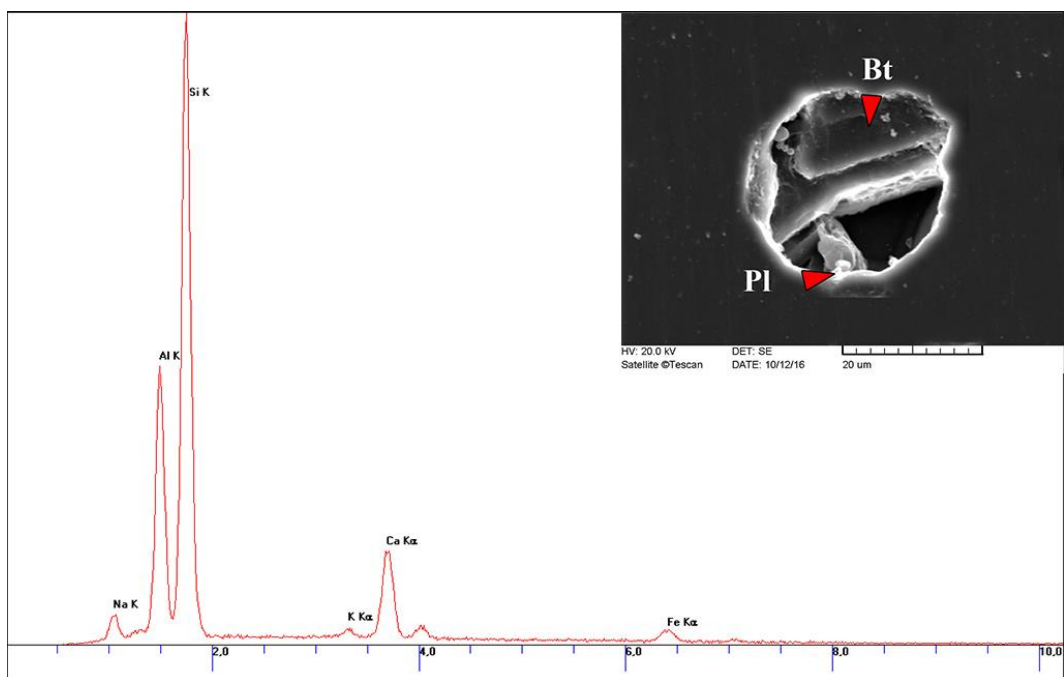 Si K
Al K
Na K
K Kα
Ca Kα
Fe Kα
2,0 4,0 6,0 8,0 10,0
Bt
Pl
HV: 20.0 kV DET: SE
Satellite ©Tescan DATE: 10/12/16 20 um